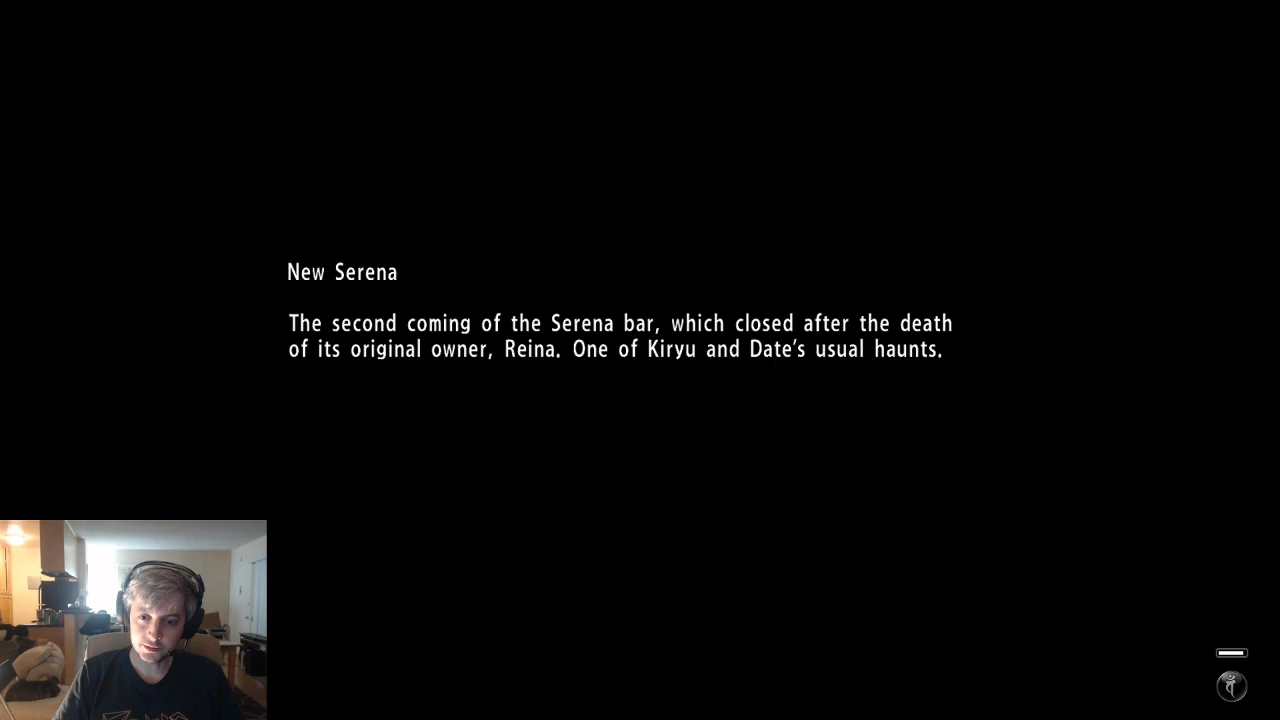 New Serena
The second coming of the Serena bar, which closed after the death
of its original owner, Reina. One of Kiryu and Date's usual haunts.